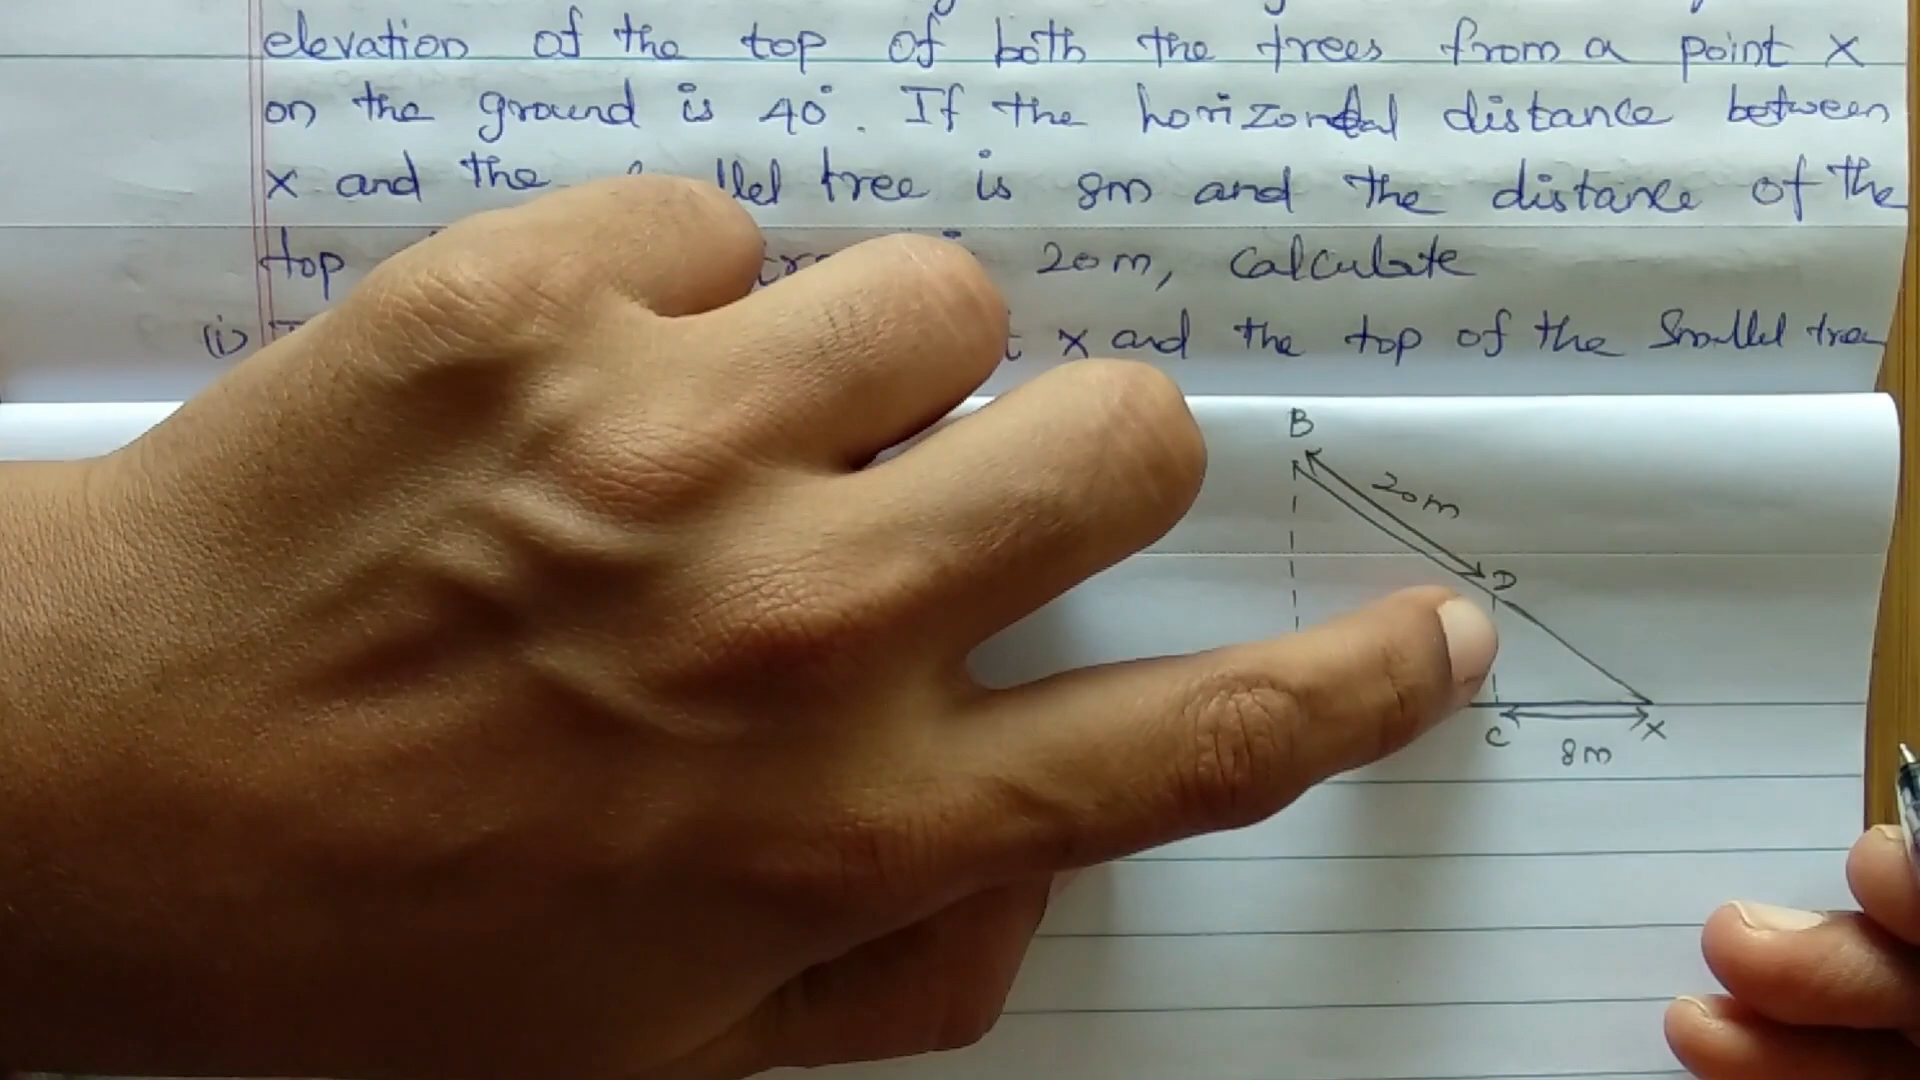 elevation of the top of both the trees from a point x
on the ground is 40°. If the horizontal distance between
x and the tree is 8m and the distance of the
top 20m, Calculate
(i) x and the top of the Smaller tree
B
20m
D
C
x
8m